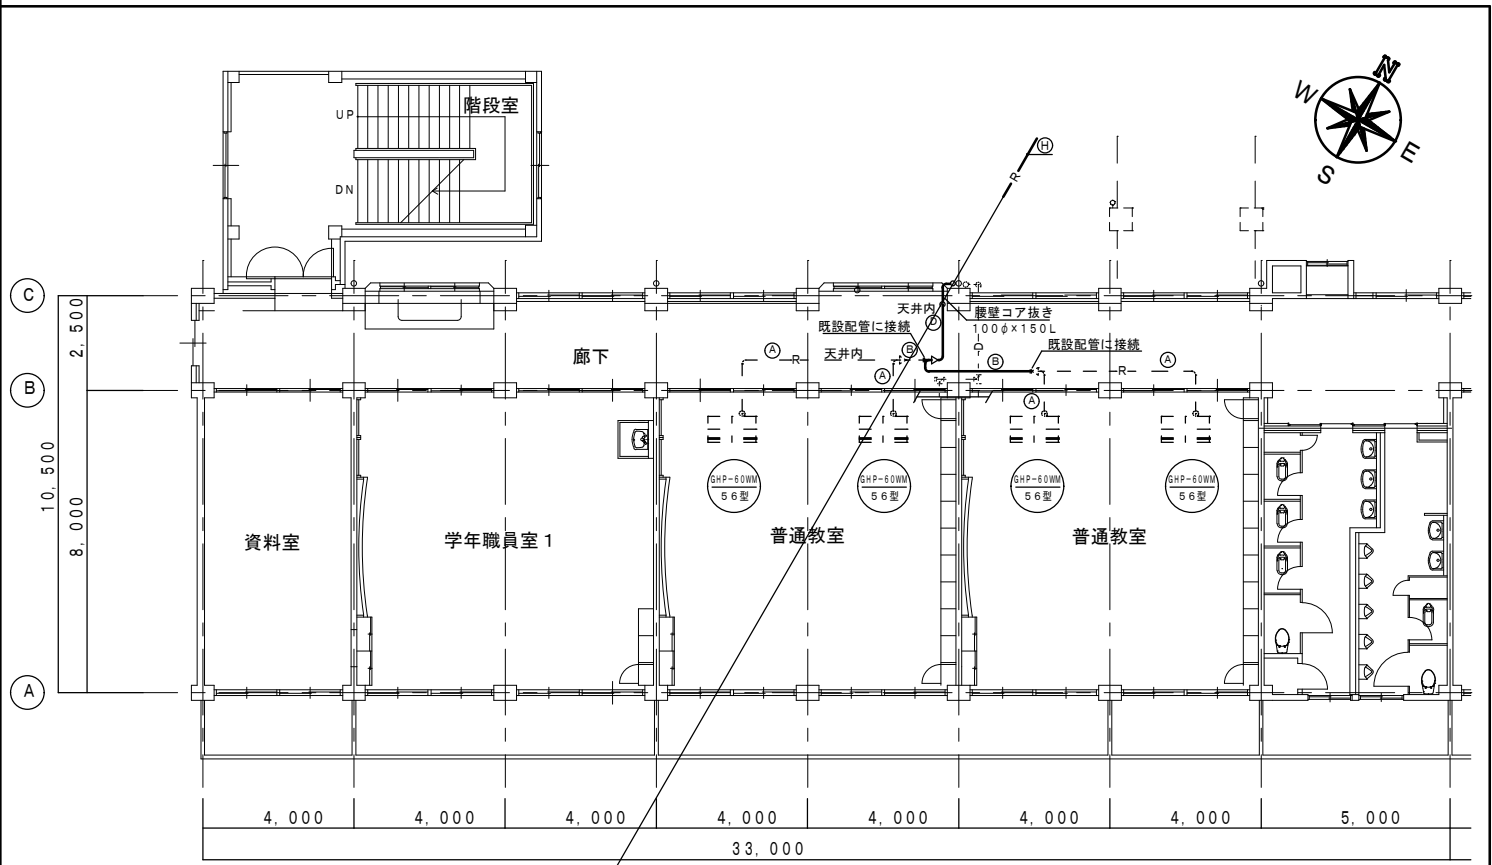 N
W
E
S
階段室
UP
DN
H
R
C
B
A
2,500
10,500
8,000
天井内
D
腰壁コア抜き
100φ×150L
既設配管に接続
既設配管に接続
廊下
A
R
天井内
B
D
B
A
R
A
A
GHP-60WM
56型
GHP-60WM
56型
GHP-60WM
56型
GHP-60WM
56型
資料室
学年職員室1
普通教室
普通教室
4,000
4,000
4,000
4,000
4,000
4,000
4,000
5,000
33,000